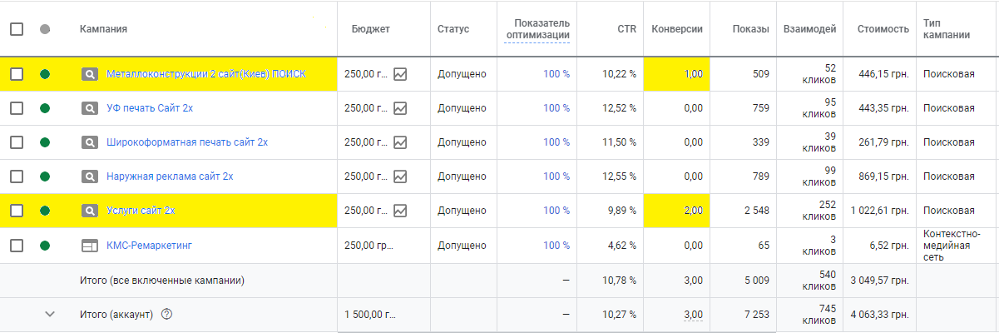 Кампания Бюджет Статус Показатель оптимизации CTR Конверсии Показы Взаимодей. Стоимость Тип кампании
Металлоконструкции 2 сайт(Киев) ПОИСК 250,00 г... Допущено 100 % 10,22 % 1,00 509 52 кликов 446,15 грн. Поисковая
УФ печать Сайт 2х 250,00 г... Допущено 100 % 12,52 % 0,00 759 95 кликов 443,35 грн. Поисковая
Широкоформатная печать сайт 2х 250,00 г... Допущено 100 % 11,50 % 0,00 339 39 кликов 261,79 грн. Поисковая
Наружная реклама сайт 2х 250,00 г... Допущено 100 % 12,55 % 0,00 789 99 кликов 869,15 грн. Поисковая
Услуги сайт 2х 250,00 г... Допущено 100 % 9,89 % 2,00 2 548 252 кликов 1 022,61 грн. Поисковая
КМС-Ремаркетинг 250,00 гр... Допущено 100 % 4,62 % 0,00 65 3 кликов 6,52 грн. Контекстно-медийная сеть
Итого (все включенные кампании) — 10,78 % 3,00 5 009 540 кликов 3 049,57 грн.
Итого (аккаунт) ? 1 500,00 г... — 10,27 % 3,00 7 253 745 кликов 4 063,33 грн.